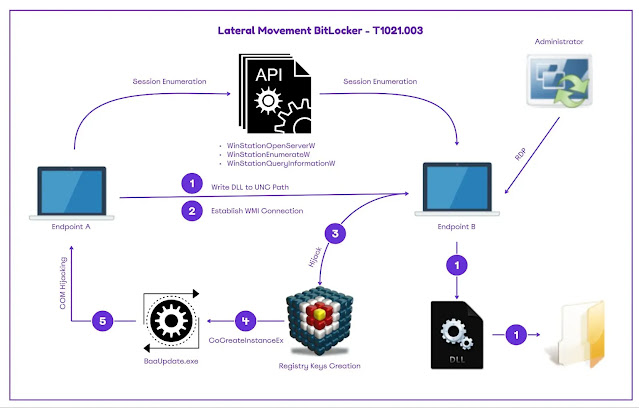 Lateral Movement BitLocker - T1021.003
Administrator
Session Enumeration
API
Session Enumeration
WinStationOpenServerW
WinStationEnumerateW
WinStationQueryInformationW
RDP
1 Write DLL to UNC Path
2 Establish WMI Connection
Endpoint A
Endpoint B
3
Hijack
1
COM Hijacking
5
4
CoCreateInstanceEx
BaaUpdate.exe
Registry Keys Creation
DLL
1